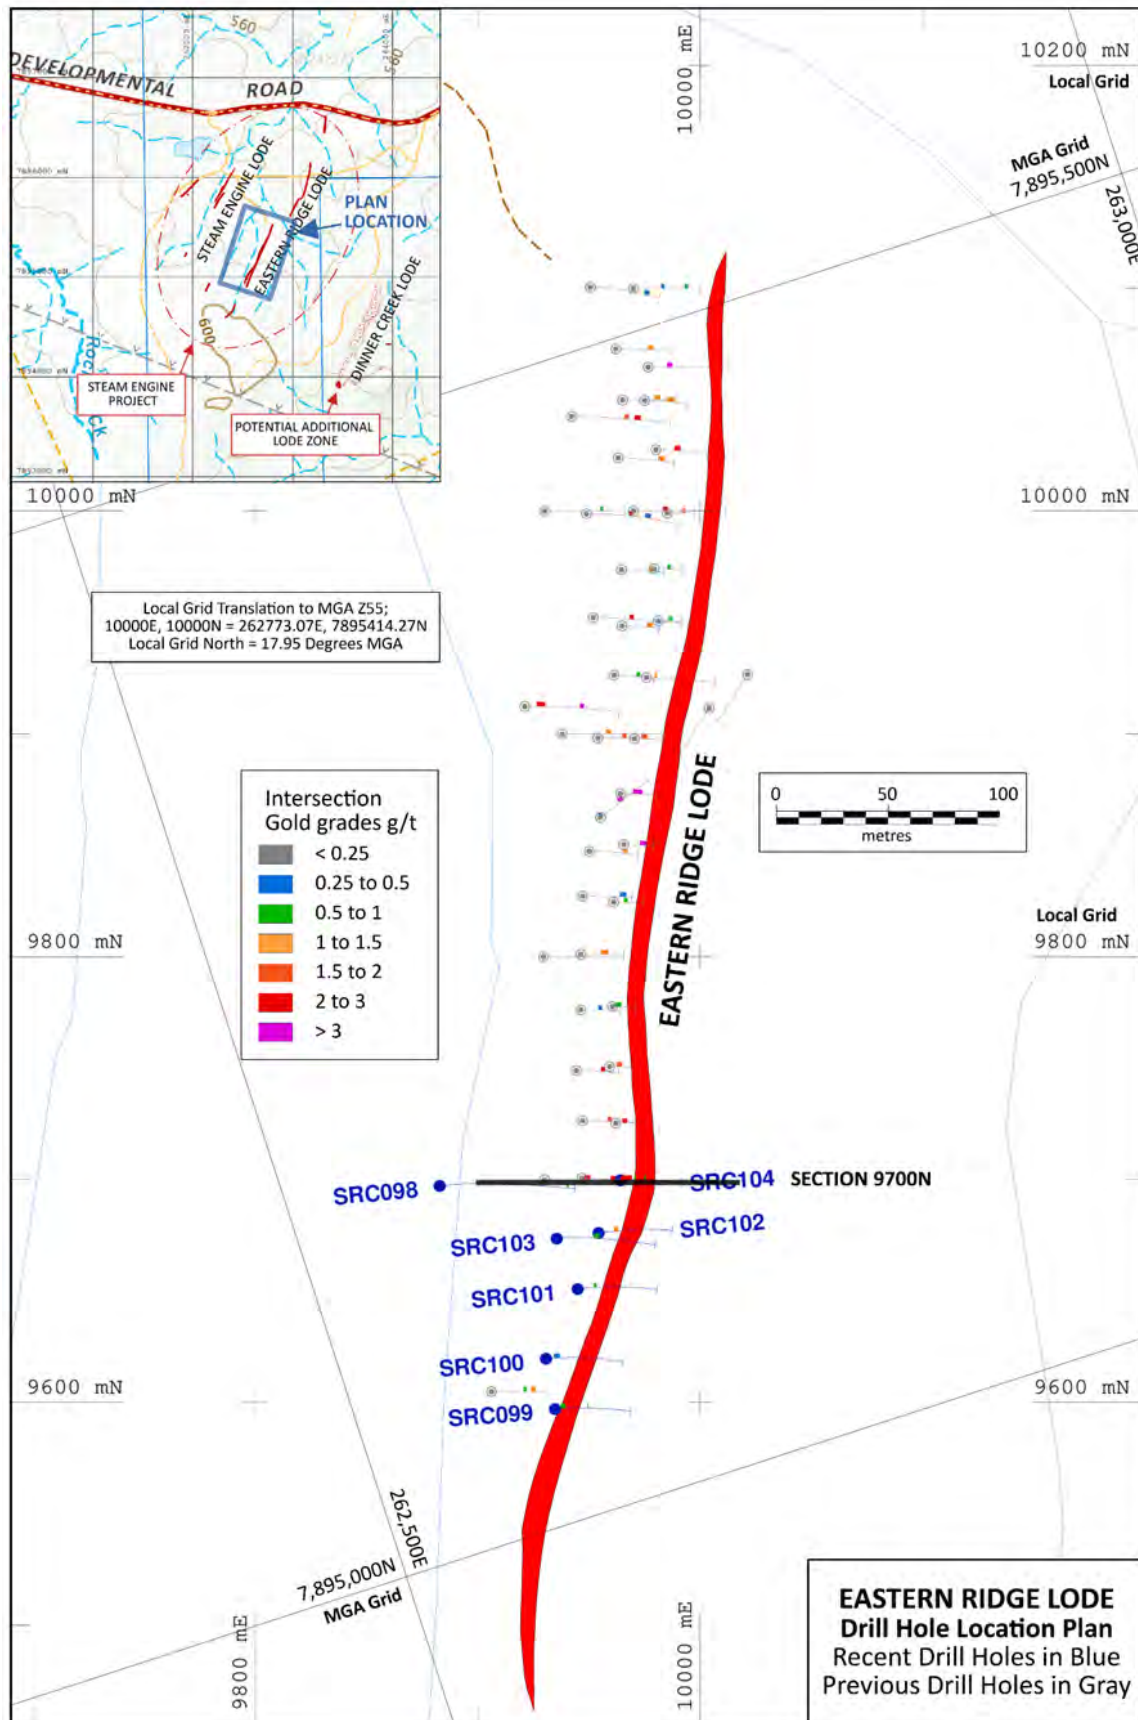 560
560
DEVELOPMENTAL ROAD
STEAM ENGINE LODE
EASTERN RIDGE LODE
PLAN
LOCATION
DINNER CREEK LODE
600
STEAM ENGINE
PROJECT
POTENTIAL ADDITIONAL
LODE ZONE
CK
10000 mE
10200 mN
Local Grid
MGA Grid
7,895,500N
263,000E
10000 mN
10000 mN
Local Grid Translation to MGA Z55;
10000E, 10000N = 262773.07E, 7895414.27N
Local Grid North = 17.95 Degrees MGA
Intersection
Gold grades g/t
< 0.25
0.25 to 0.5
0.5 to 1
1 to 1.5
1.5 to 2
2 to 3
> 3
EASTERN RIDGE LODE
0 50 100
metres
Local Grid
9800 mN
9800 mN
SRC098
SRC104
SECTION 9700N
SRC103
SRC102
SRC101
SRC100
SRC099
9600 mN
9600 mN
262,500E
7,895,000N
MGA Grid
9800 mE
10000 mE
EASTERN RIDGE LODE
Drill Hole Location Plan
Recent Drill Holes in Blue
Previous Drill Holes in Gray